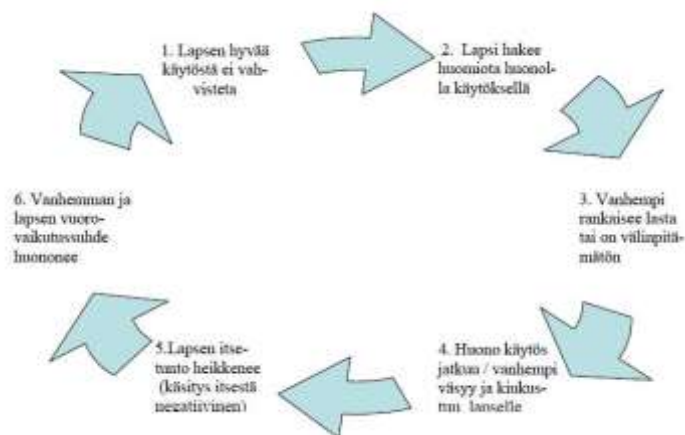 1. Lapsen hyvää
käytöstä ei vah-
visteta
2. Lapsi hakee
huomiota huonol-
la käytöksellä
3. Vanhempi
rankaisee lasta
tai on välinpitä-
mätön
4. Huono käytös
jatkuu / vanhempi
väsyy ja kiukus-
tuu lapselle
5.Lapsen itse-
tunto heikkenee
(käsitys itsestä
negatiivinen)
6. Vanhemman ja
lapsen vuoro-
vaikutussuhde
huononee